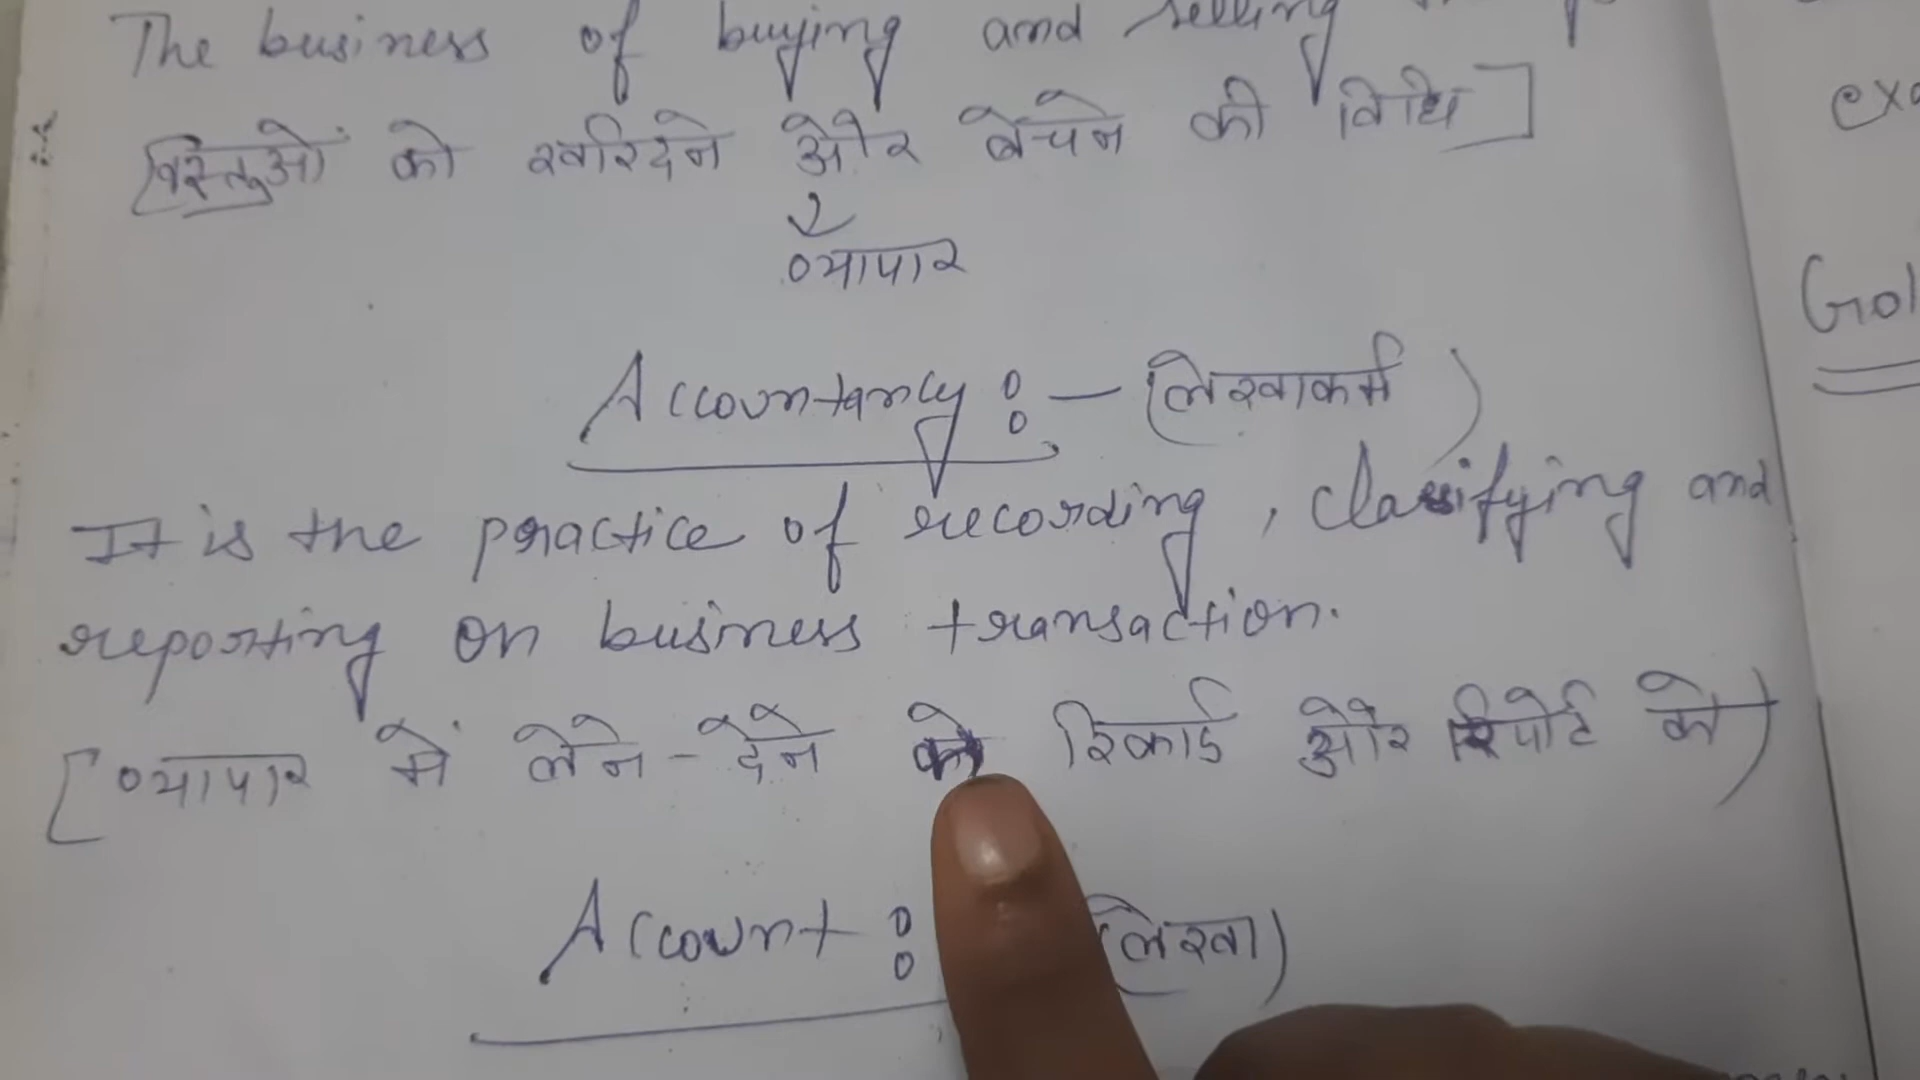 The business of buying and selling
[वस्तुओं को खरिदने और बेचने की विधि]
व्यापार
Accountancy :- (लेखाकर्म)
It is the practice of recording, classifying and
reporting on business transaction.
[व्यापार में लेने-देने को रिकार्ड और रिपोर्ट को)
Account : (लेखा)